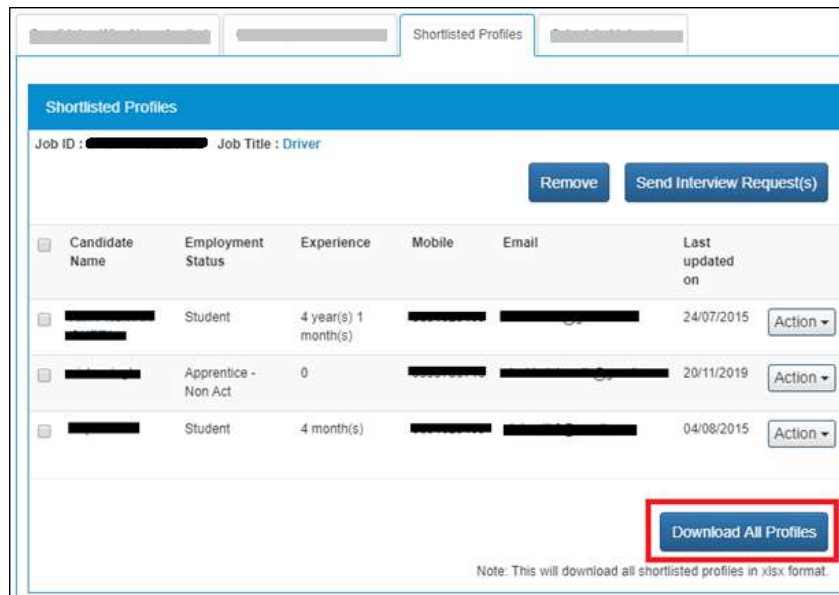 Shortlisted Profiles
Shortlisted Profiles
Job ID : Job Title : Driver
Remove Send Interview Request(s)
Candidate Name Employment Status Experience Mobile Email Last updated on
Student 4 year(s) 1 month(s) 24/07/2015 Action
Apprentice - Non Act 0 20/11/2019 Action
Student 4 month(s) 04/08/2015 Action
Download All Profiles
Note: This will download all shortlisted profiles in xlsx format.